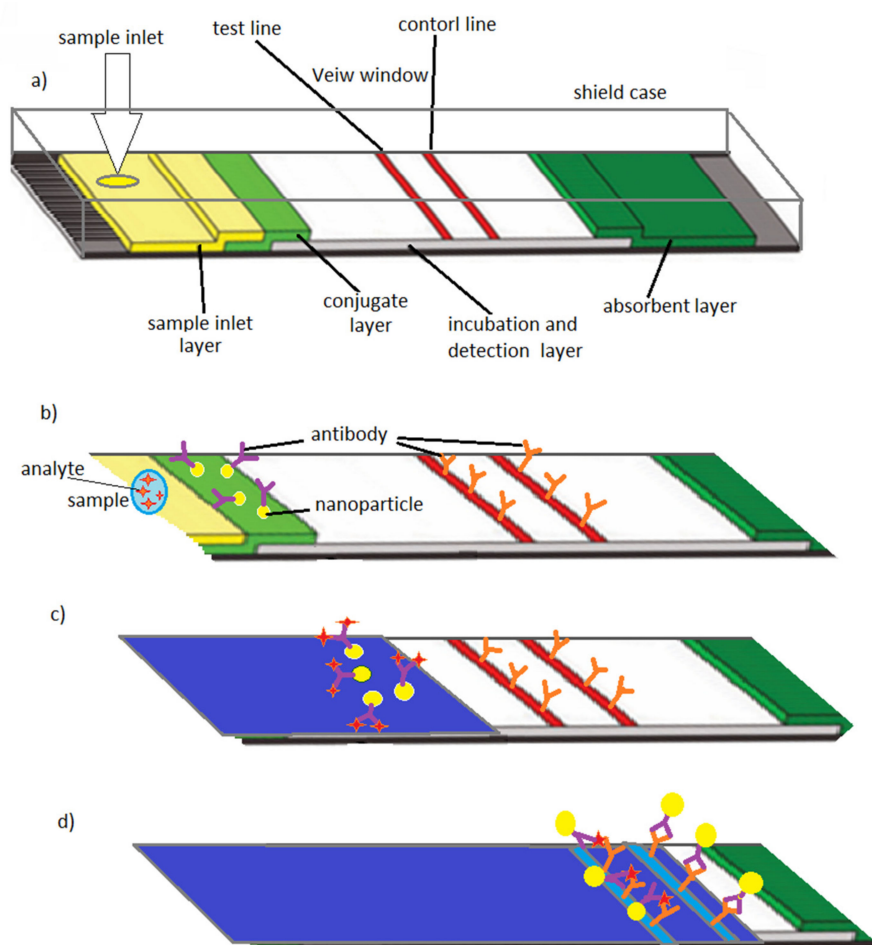 sample inlet
test line
contorl line
Veiw window
a)
shield case
sample inlet
layer
conjugate
layer
incubation and
detection layer
absorbent layer
b)
antibody
analyte
sample
nanoparticle
c)
d)